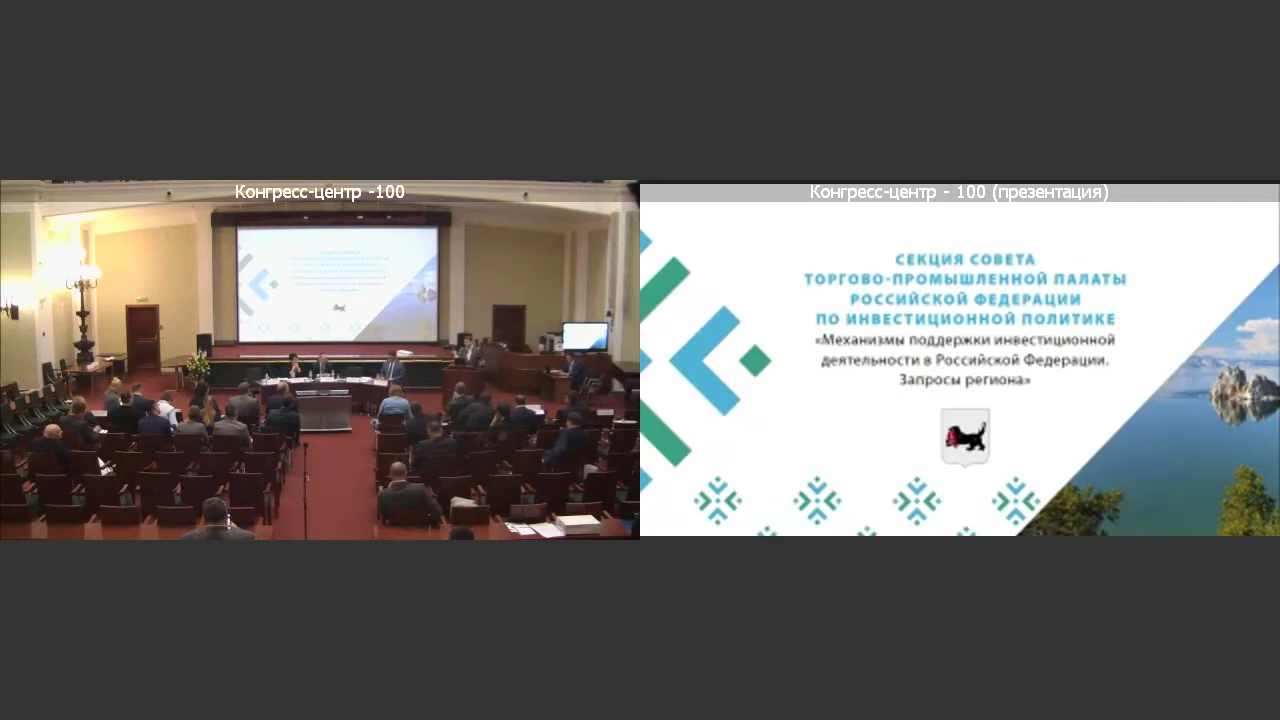 Конгресс-центр -100
Конгресс-центр - 100 (презентация)
СЕКЦИЯ СОВЕТА
ТОРГОВО-ПРОМЫШЛЕННОЙ ПАЛАТЫ
РОССИЙСКОЙ ФЕДЕРАЦИИ
ПО ИНВЕСТИЦИОННОЙ ПОЛИТИКЕ
«Механизмы поддержки инвестиционной
деятельности в Российской Федерации.
Запросы региона»